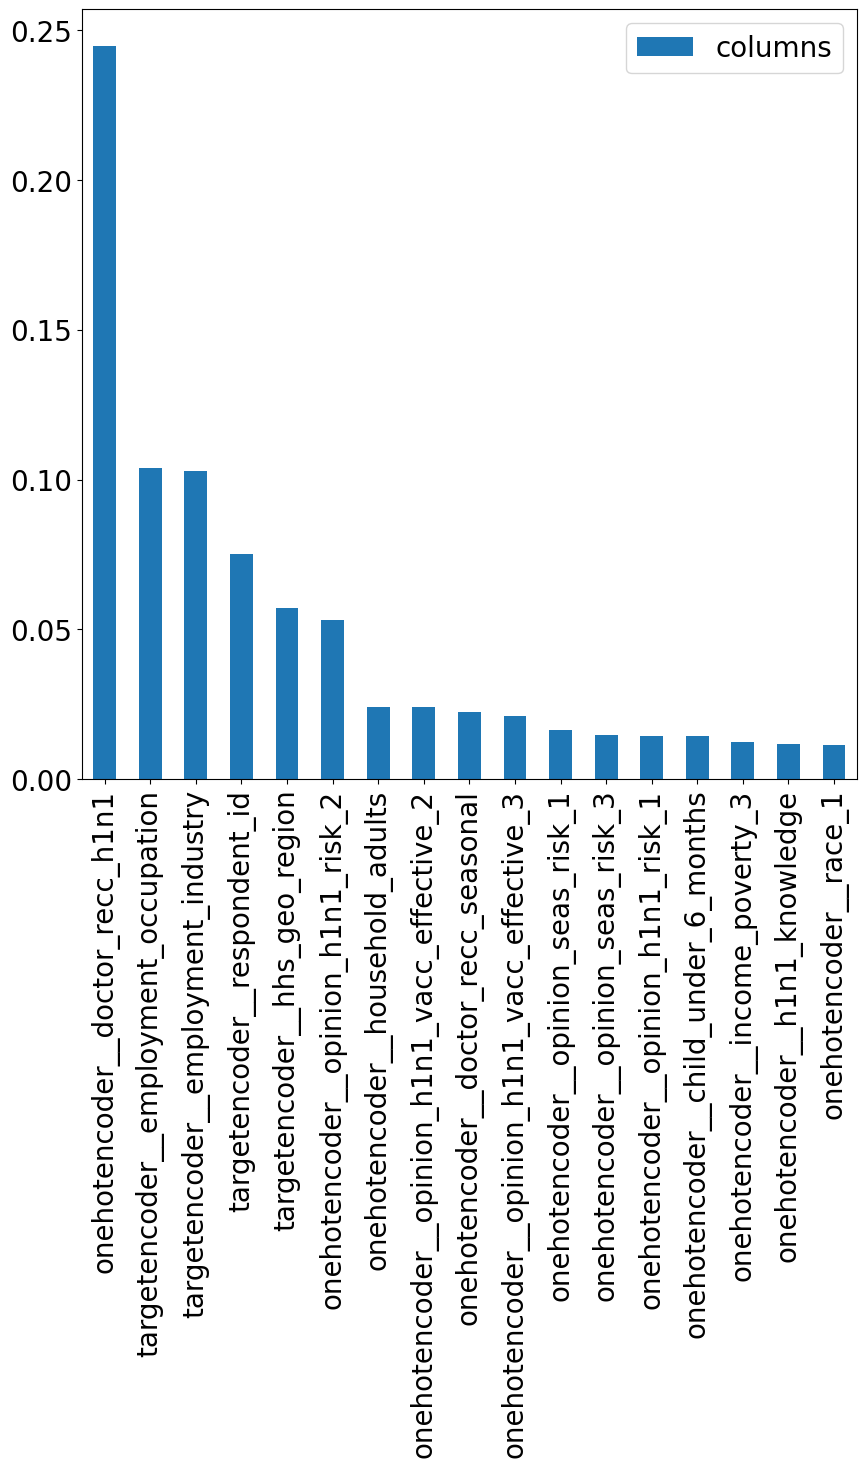 0.25
0.20
0.15
0.10
0.05
0.00
columns
onehotencoder__doctor_recc_h1n1
targetencoder__employment_occupation
targetencoder__employment_industry
targetencoder__respondent_id
targetencoder__hhs_geo_region
onehotencoder__opinion_h1n1_risk_2
onehotencoder__household_adults
onehotencoder__opinion_h1n1_vacc_effective_2
onehotencoder__doctor_recc_seasonal
onehotencoder__opinion_h1n1_vacc_effective_3
onehotencoder__opinion_seas_risk_1
onehotencoder__opinion_seas_risk_3
onehotencoder__opinion_h1n1_risk_1
onehotencoder__child_under_6_months
onehotencoder__income_poverty_3
onehotencoder__h1n1_knowledge
onehotencoder__race_1